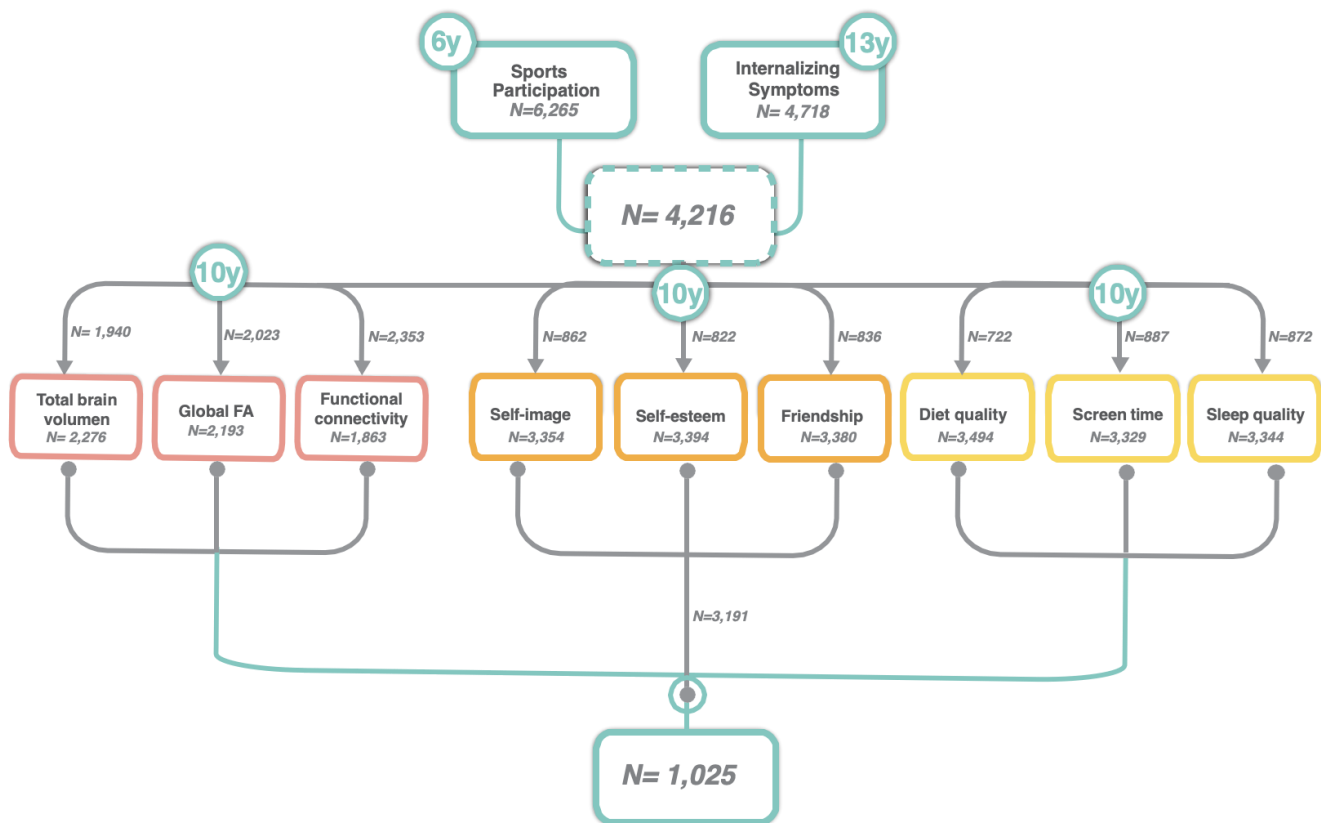 6y
Sports
Participation
N=6,265
13y
Internalizing
Symptoms
N= 4,718
N= 4,216
10y
10y
10y
N= 1,940
N=2,023
N=2,353
N=862
N=822
N=836
N=722
N=887
N=872
Total brain
volumen
N= 2,276
Global FA
N=2,193
Functional
connectivity
N=1,863
Self-image
N=3,354
Self-esteem
N=3,394
Friendship
N=3,380
Diet quality
N=3,494
Screen time
N=3,329
Sleep quality
N=3,344
N=3,191
N= 1,025